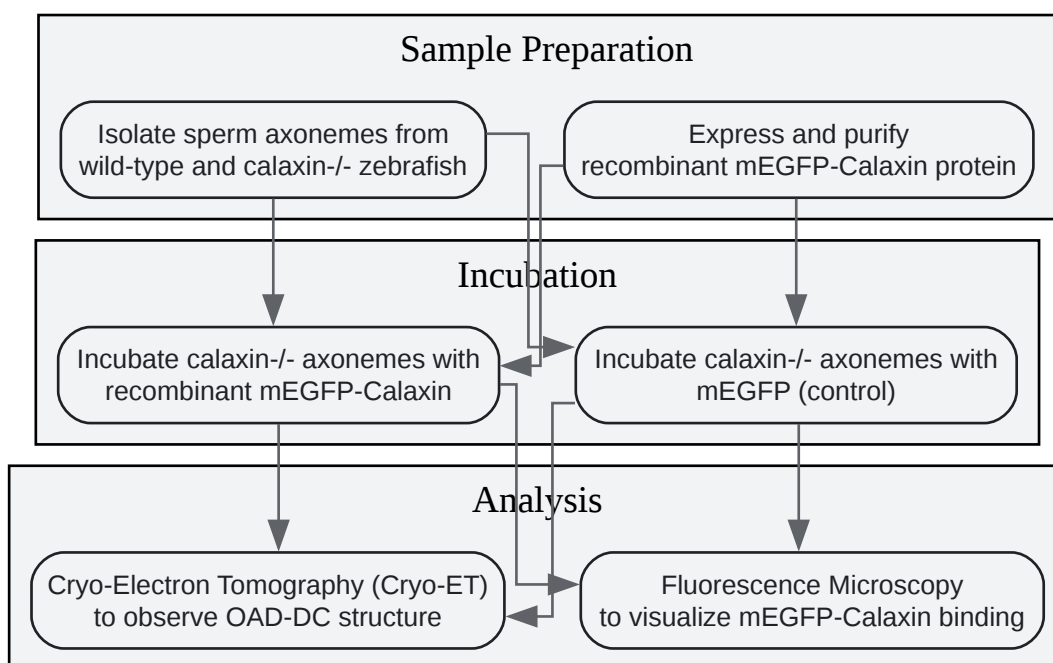 Sample Preparation
Isolate sperm axonemes from
wild-type and calaxin-/- zebrafish
Express and purify
recombinant mEGFP-Calaxin protein
Incubation
Incubate calaxin-/- axonemes with
recombinant mEGFP-Calaxin
Incubate calaxin-/- axonemes with
mEGFP (control)
Analysis
Cryo-Electron Tomography (Cryo-ET)
to observe OAD-DC structure
Fluorescence Microscopy
to visualize mEGFP-Calaxin binding